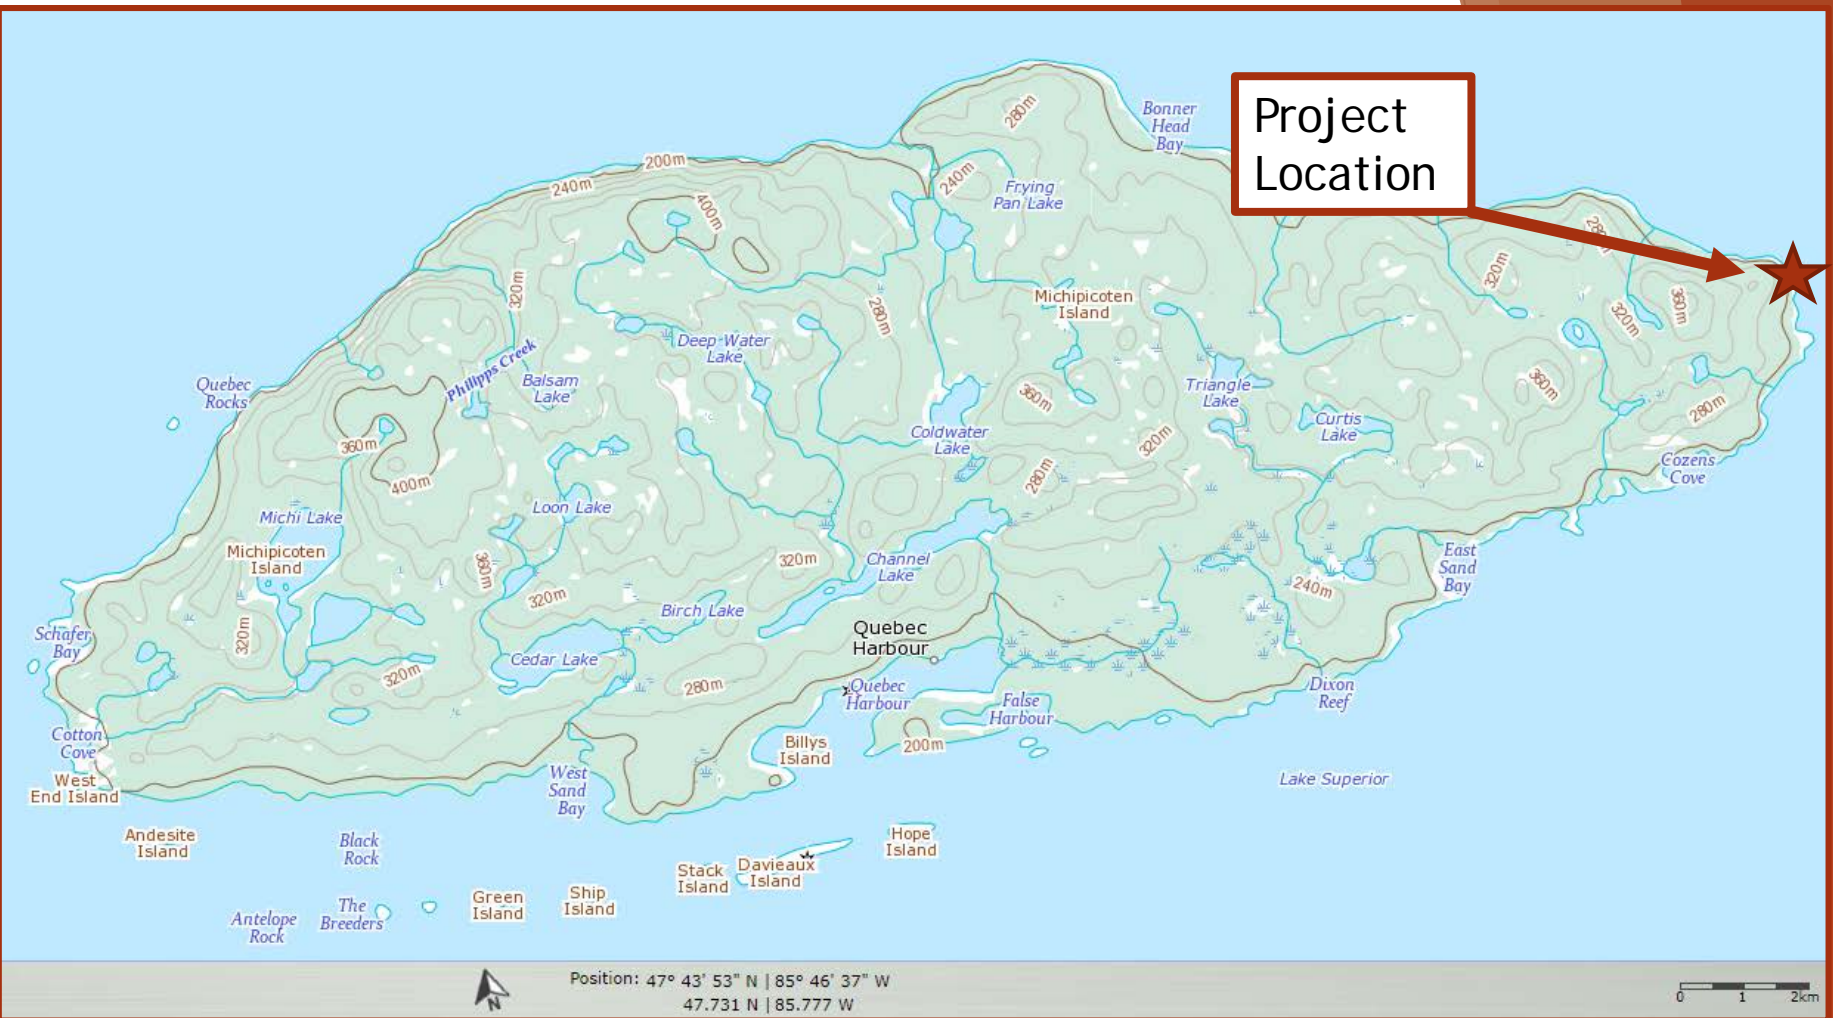 Project
Location
Bonner
Head
Bay
280m
200m
240m
240m
400m
Frying
Pan Lake
280m
320m
320m
Michipicoten
Island
280m
360m
320m
Deep Water
Lake
Philipps Creek
Balsam
Lake
Quebec
Rocks
Triangle
Lake
360m
360m
280m
Curtis
Lake
Coldwater
Lake
320m
360m
400m
280m
Cozens
Cove
Loon Lake
Michi Lake
Michipicoten
Island
360m
320m
320m
Channel
Lake
East
Sand
Bay
240m
Birch Lake
320m
Schafer
Bay
Quebec
Harbour
Cedar Lake
320m
280m
Quebec
Harbour
False
Harbour
Dixon
Reef
Cotton
Cove
200m
Billys
Island
West
End Island
West
Sand
Bay
Lake Superior
Andesite
Island
Black
Rock
Hope
Island
Stack
Island
Davieaux
Island
Green
Island
Ship
Island
The
Breeders
Antelope
Rock
N
Position: 47° 43' 53" N | 85° 46' 37" W
47.731 N | 85.777 W
0 1 2km